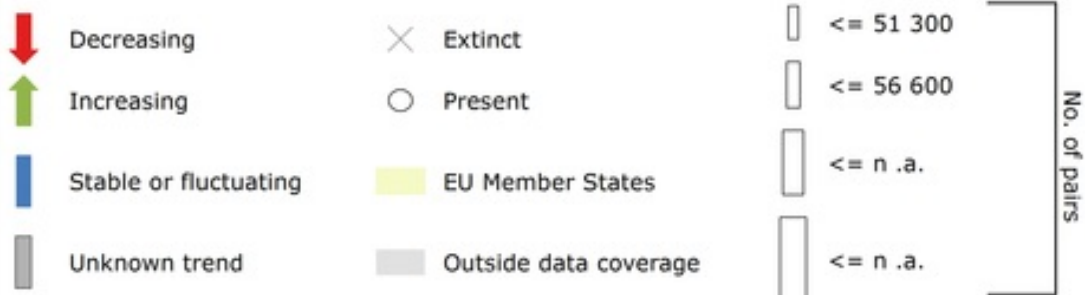 Decreasing
Increasing
Stable or fluctuating
Unknown trend
Extinct
Present
EU Member States
Outside data coverage
<= 51 300
<= 56 600
<= n .a.
<= n .a.
No. of pairs